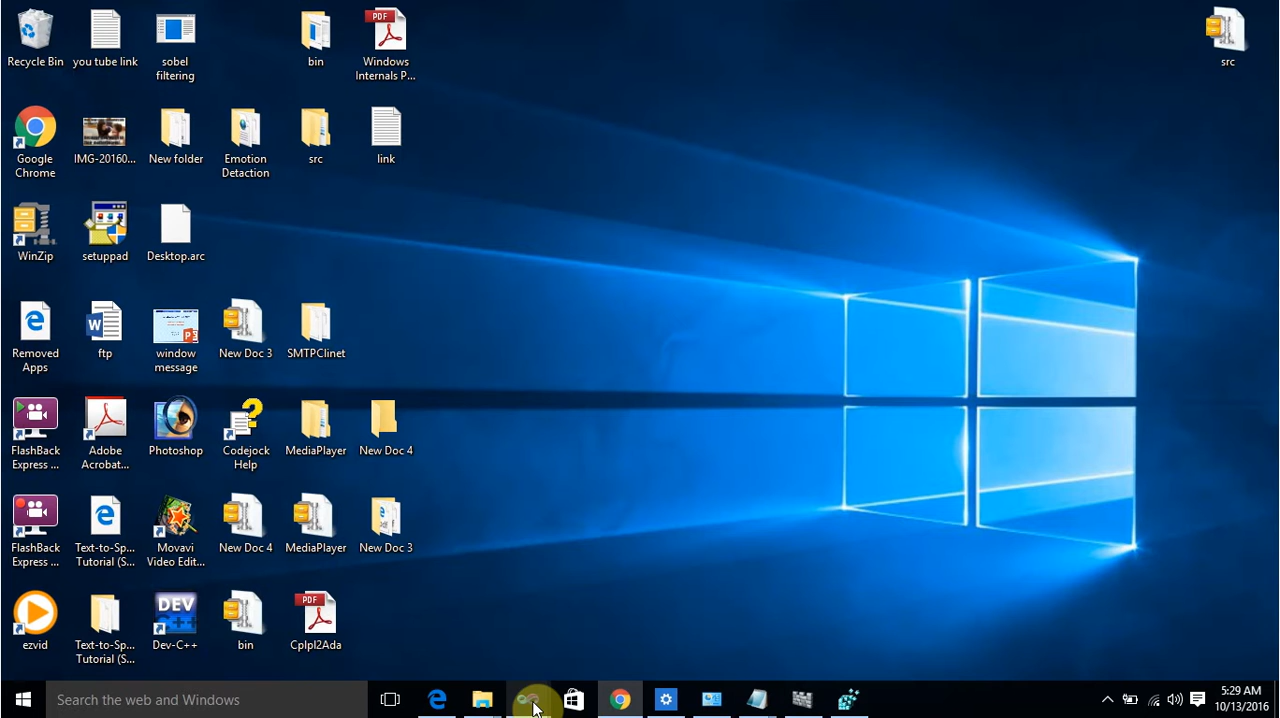 Recycle Bin
you tube link
sobel
filtering
bin
PDF
Windows
Internals P...
src
Google
Chrome
IMG-20160...
New folder
Emotion
Detaction
src
link
WinZip
setuppad
Desktop.arc
Removed
Apps
ftp
window
message
New Doc 3
SMTPClinet
FlashBack
Express ...
Adobe
Acrobat...
Photoshop
Codejock
Help
MediaPlayer
New Doc 4
FlashBack
Express ...
Text-to-Sp...
Tutorial (S...
Movavi
Video Edit...
New Doc 4
MediaPlayer
New Doc 3
ezvid
Text-to-Sp...
Tutorial (S...
DEV
Dev-C++
bin
PDF
CplpI2Ada
Search the web and Windows
5:29 AM
10/13/2016